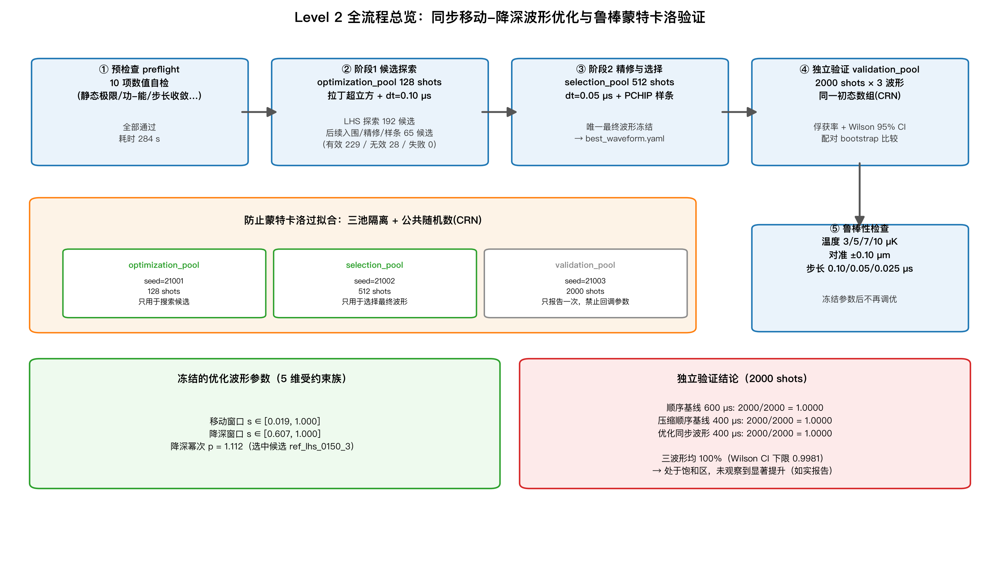 Level 2 全流程总览：同步移动–降深波形优化与鲁棒蒙特卡洛验证
① 预检查 preflight
10 项数值自检
(静态极限/功–能/步长收敛...)
全部通过
耗时 284 s
② 阶段1 候选探索
optimization_pool 128 shots
拉丁超立方 + dt=0.10 μs
LHS 探索 192 候选
后续入围/精修/样条 65 候选
(有效 229 / 无效 28 / 失败 0)
③ 阶段2 精修与选择
selection_pool 512 shots
dt=0.05 μs + PCHIP 样条
唯一最终波形冻结
→ best_waveform.yaml
④ 独立验证 validation_pool
2000 shots × 3 波形
同一初态数组(CRN)
俘获率 + Wilson 95% CI
配对 bootstrap 比较
防止蒙特卡洛过拟合：三池隔离 + 公共随机数(CRN)
optimization_pool
seed=21001
128 shots
只用于搜索候选
selection_pool
seed=21002
512 shots
只用于选择最终波形
validation_pool
seed=21003
2000 shots
只报告一次，禁止回调参数
⑤ 鲁棒性检查
温度 3/5/7/10 μK
对准 ±0.10 μm
步长 0.10/0.05/0.025 μs
冻结参数后不再调优
冻结的优化波形参数（5 维受约束族）
移动窗口 s ∈ [0.019, 1.000]
降深窗口 s ∈ [0.607, 1.000]
降深幂次 p = 1.112（选中候选 ref_lhs_0150_3）
独立验证结论（2000 shots）
顺序基线 600 μs: 2000/2000 = 1.0000
压缩顺序基线 400 μs: 2000/2000 = 1.0000
优化同步波形 400 μs: 2000/2000 = 1.0000
三波形均 100%（Wilson CI 下限 0.9981）
→ 处于饱和区，未观察到显著提升（如实报告）